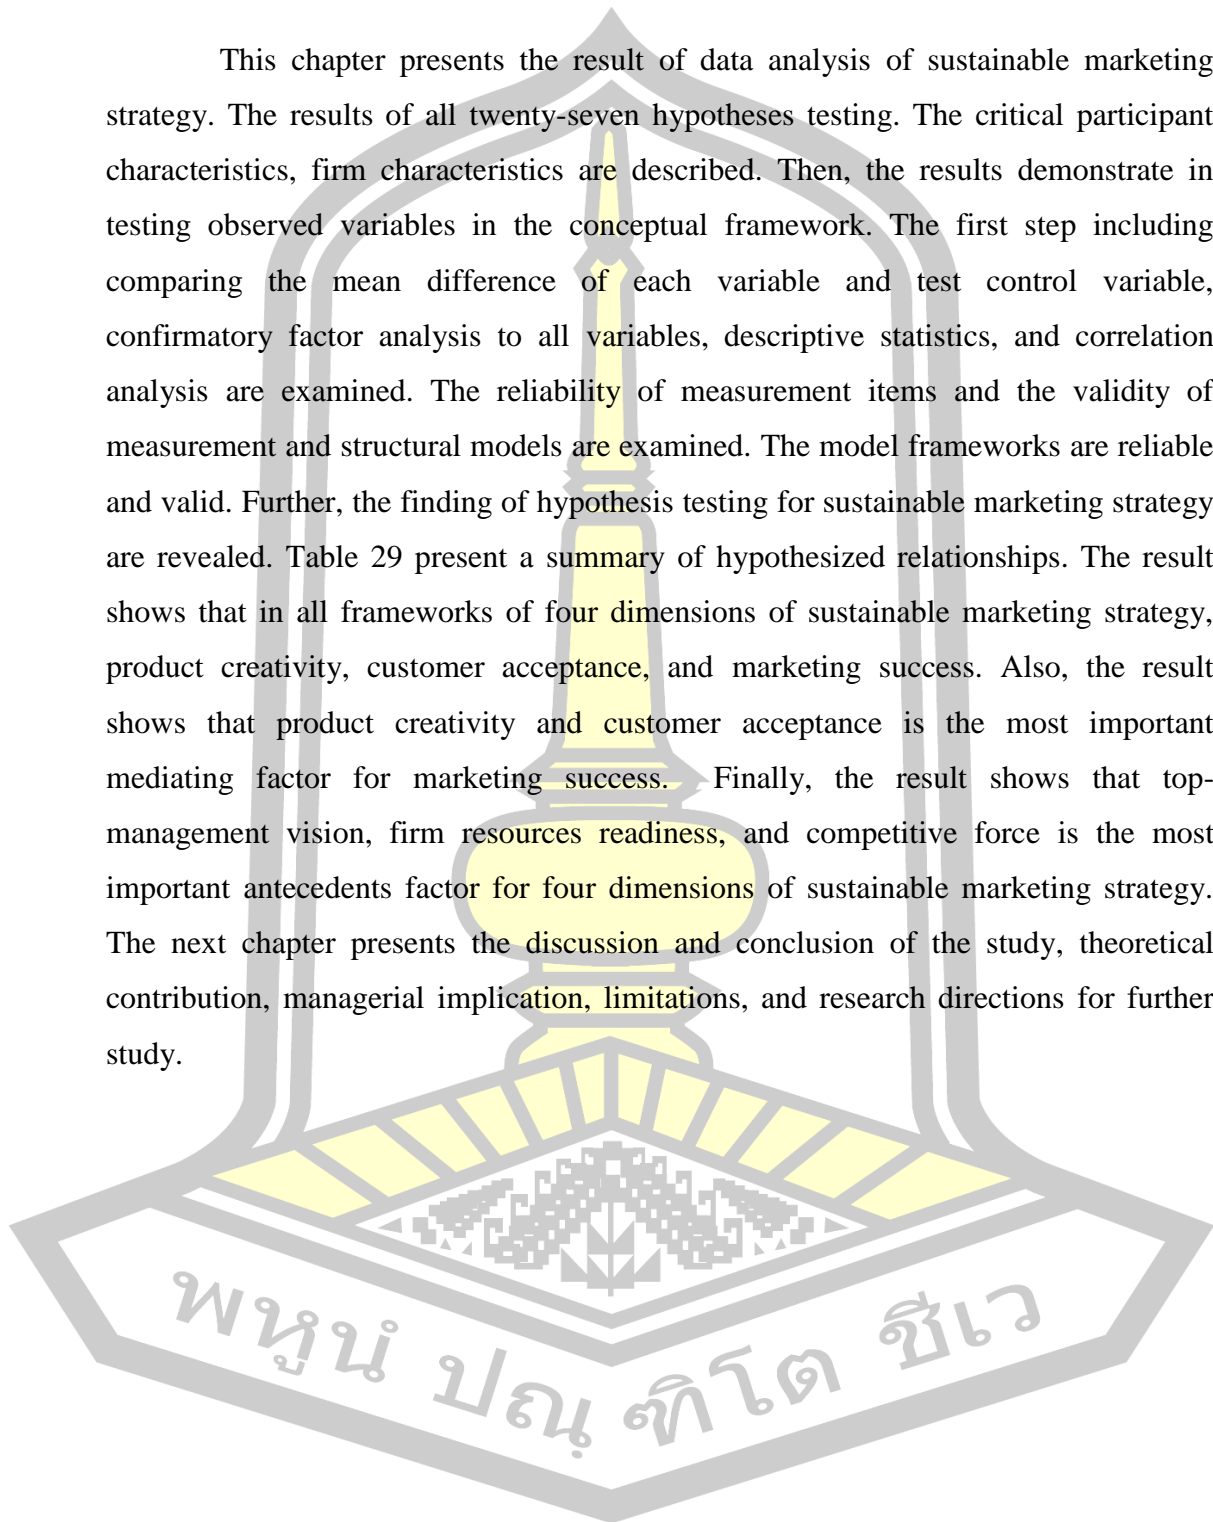 This chapter presents the result of data analysis of sustainable marketing
strategy. The results of all twenty-seven hypotheses testing. The critical participant
characteristics, firm characteristics are described. Then, the results demonstrate in
testing observed variables in the conceptual framework. The first step including
comparing the mean difference of each variable and test control variable,
confirmatory factor analysis to all variables, descriptive statistics, and correlation
analysis are examined. The reliability of measurement items and the validity of
measurement and structural models are examined. The model frameworks are reliable
and valid. Further, the finding of hypothesis testing for sustainable marketing strategy
are revealed. Table 29 present a summary of hypothesized relationships. The result
shows that in all frameworks of four dimensions of sustainable marketing strategy,
product creativity, customer acceptance, and marketing success. Also, the result
shows that product creativity and customer acceptance is the most important
mediating factor for marketing success. Finally, the result shows that top-
management vision, firm resources readiness, and competitive force is the most
important antecedents factor for four dimensions of sustainable marketing strategy.
The next chapter presents the discussion and conclusion of the study, theoretical
contribution, managerial implication, limitations, and research directions for further
study.
พหูนํ ปณฺฑิโต ชีเว